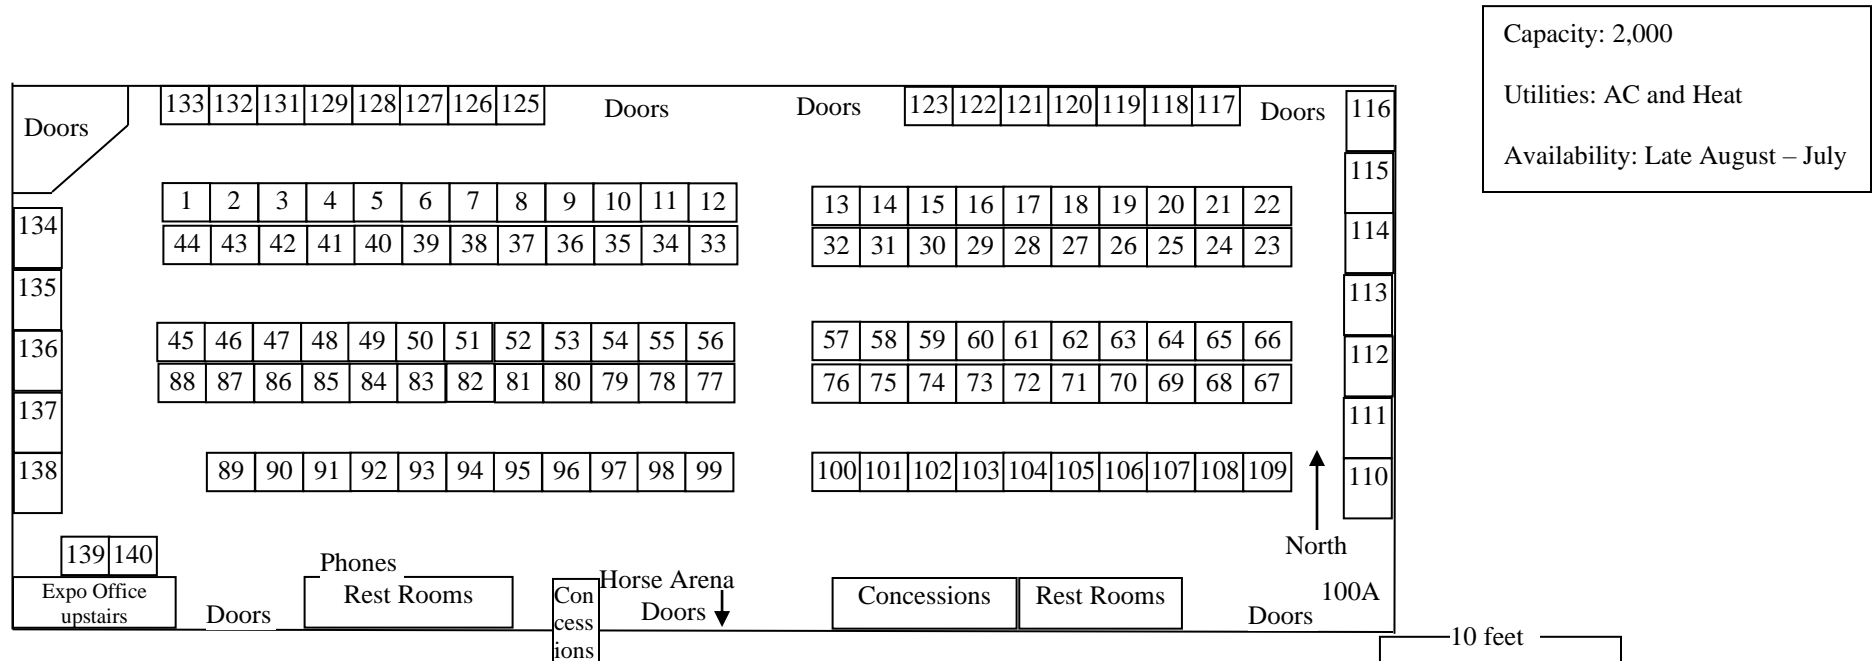 Capacity: 2,000
Utilities: AC and Heat
Availability: Late August – July
133 132 131 129 128 127 126 125 Doors Doors 123 122 121 120 119 118 117 Doors 116
Doors
115
1 2 3 4 5 6 7 8 9 10 11 12 13 14 15 16 17 18 19 20 21 22
134 114
44 43 42 41 40 39 38 37 36 35 34 33 32 31 30 29 28 27 26 25 24 23
135 113
45 46 47 48 49 50 51 52 53 54 55 56 57 58 59 60 61 62 63 64 65 66
136 112
88 87 86 85 84 83 82 81 80 79 78 77 76 75 74 73 72 71 70 69 68 67
137 111
138 89 90 91 92 93 94 95 96 97 98 99 100 101 102 103 104 105 106 107 108 109 110
North
139 140
Phones
Horse Arena
Doors
Expo Office
upstairs
Doors
Rest Rooms
Con
cess
ions
Concessions
Rest Rooms
100A
Doors
10 feet